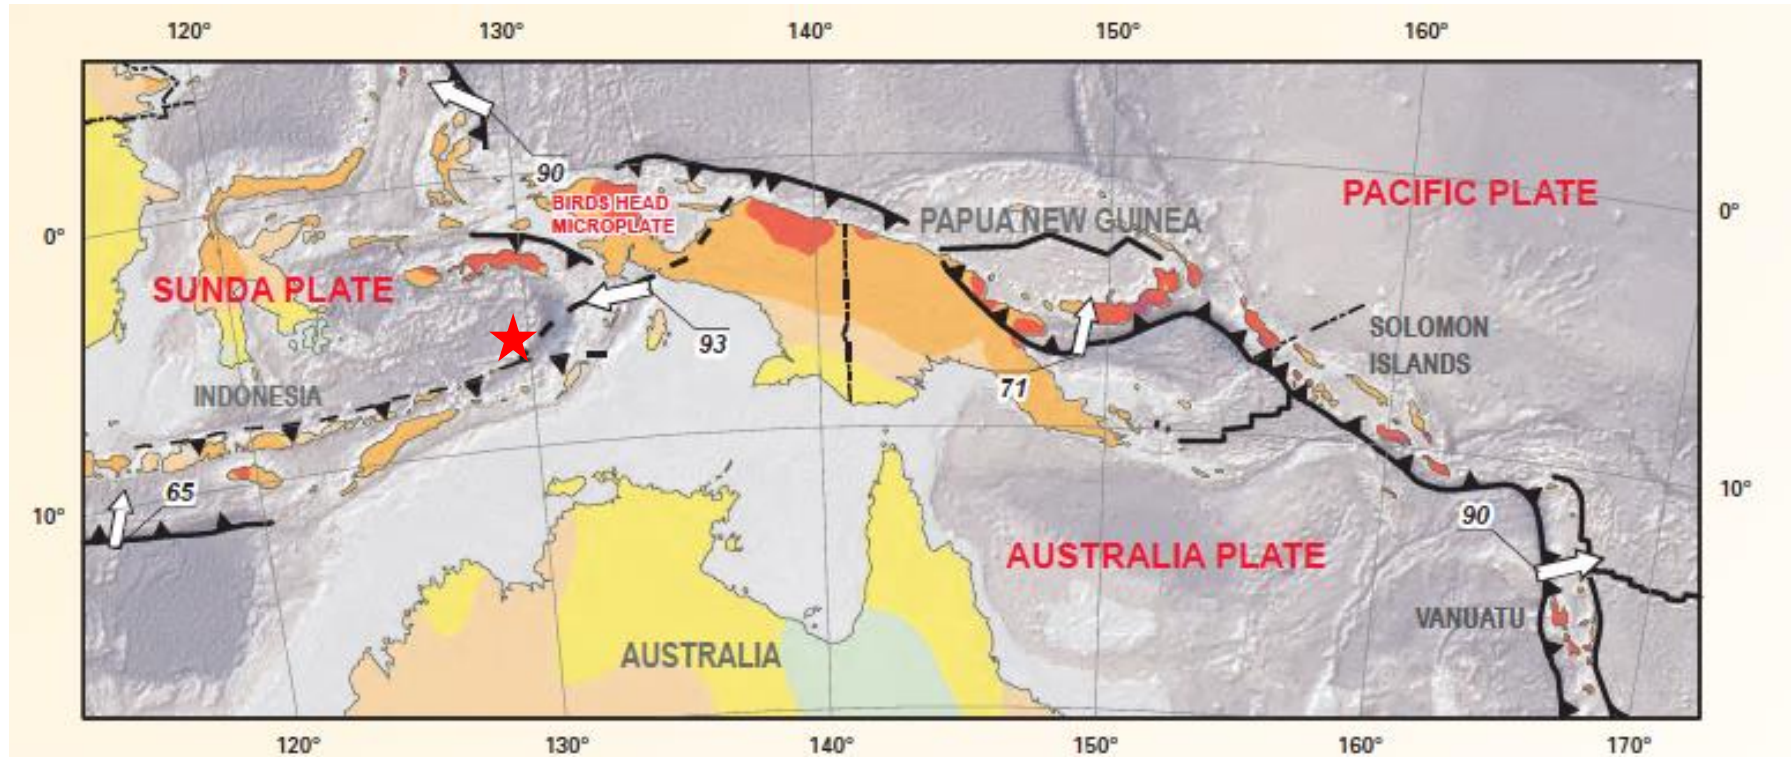 120°
130°
140°
150°
160°
90
BIRDS HEAD
MICROPLATE
PACIFIC PLATE
PAPUA NEW GUINEA
0°
0°
SUNDA PLATE
93
SOLOMON
ISLANDS
71
INDONESIA
65
10°
10°
90
AUSTRALIA PLATE
VANUATU
AUSTRALIA
120°
130°
140°
150°
160°
170°